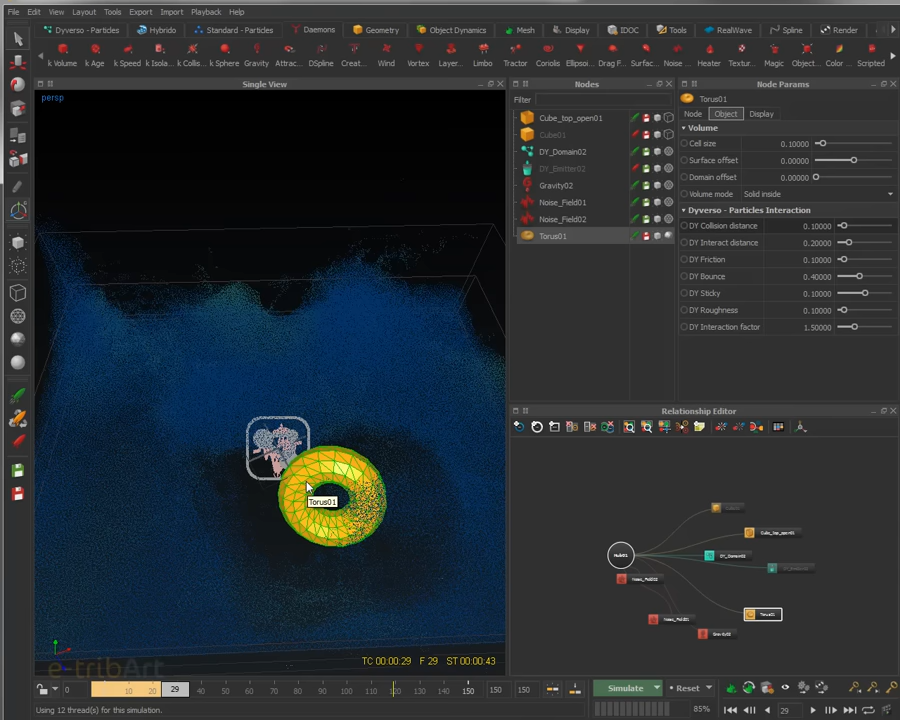 File Edit View Layout Tools Export Import Playback Help
Dyverso - Particles Hybrido Standard - Particles Daemons Geometry Object Dynamics Mesh Display IDOC Tools RealWave Spline Render
k Volume k Age k Speed k Isola... k Collis... k Sphere Gravity Attrac... DSpline Creat... Wind Vortex Layer... Limbo Tractor Coriolis Ellipsoi... Drag F... Surfac... Noise ... Heater Textur... Magic Object... Color ... Scripted
Single View
persp
Torus01
e-tribArt
TC 00:00:29 F 29 ST 00:00:43
Nodes
Filter
Cube_top_open01
Cube01
DY_Domain02
DY_Emitter02
Gravity02
Noise_Field01
Noise_Field02
Torus01
Node Params
Torus01
Node Object Display
Volume
Cell size 0.10000
Surface offset 0.00000
Domain offset 0.00000
Volume mode Solid inside
Dyverso - Particles Interaction
DY Collision distance 0.10000
DY Interact distance 0.20000
DY Friction 0.10000
DY Bounce 0.40000
DY Sticky 0.10000
DY Roughness 0.10000
DY Interaction factor 1.50000
Relationship Editor
Cube_top_open01
Hub01
DY_Domain02
Noise_Field02
Torus01
Noise_Field01
Gravity02
0 10 20 29 40 50 60 70 80 90 100 110 120 130 140 150 150 150
Simulate Reset
Using 12 thread(s) for this simulation.
85% 29